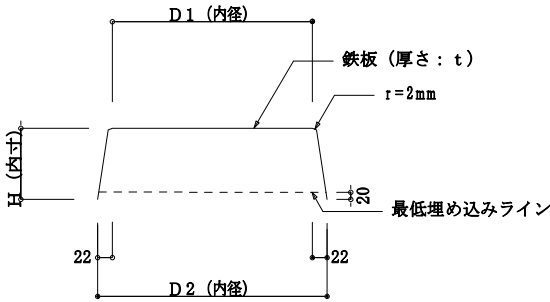 D1 (内径)
鉄板 (厚さ: t)
r=2mm
H (内寸)
20
最低埋め込みライン
22
22
D2 (内径)